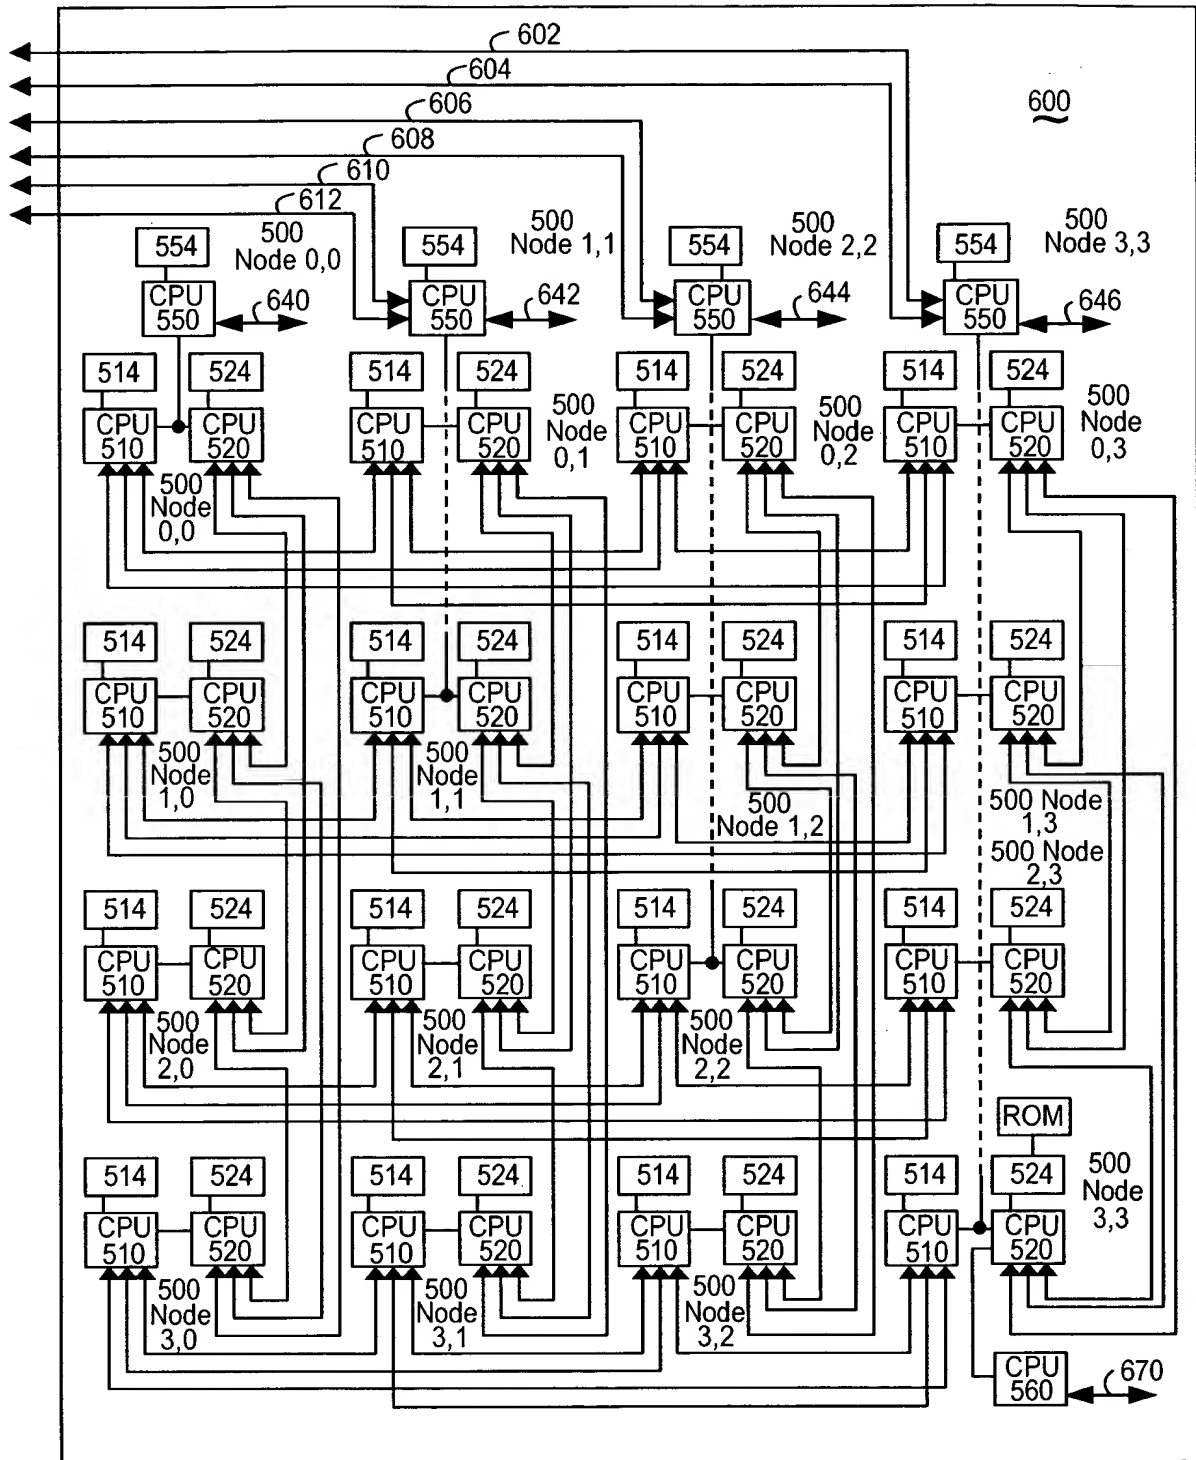 602
604
600
606
608
610
612
554
500
Node 0,0
554
500
Node 1,1
554
500
Node 2,2
554
500
Node 3,3
CPU
550
640
CPU
550
642
CPU
550
644
CPU
550
646
514
524
514
524
514
524
514
524
CPU
510
CPU
520
CPU
510
CPU
520
500
Node
0,1
CPU
510
CPU
520
500
Node
0,2
CPU
510
CPU
520
500
Node
0,3
500
Node
0,0
514
524
514
524
514
524
514
524
CPU
510
CPU
520
CPU
510
CPU
520
CPU
510
CPU
520
CPU
510
CPU
520
500
Node
1,0
500
Node
1,1
500
Node 1,2
500 Node
1,3
500 Node
2,3
514
524
514
524
514
524
514
524
CPU
510
CPU
520
CPU
510
CPU
520
CPU
510
CPU
520
CPU
510
CPU
520
500
Node
2,0
500
Node
2,1
500
Node
2,2
ROM
514
524
514
524
514
524
514
524
500
Node
3,3
CPU
510
CPU
520
CPU
510
CPU
520
CPU
510
CPU
520
CPU
510
CPU
520
500
Node
3,0
500
Node
3,1
500
Node
3,2
CPU
560
670